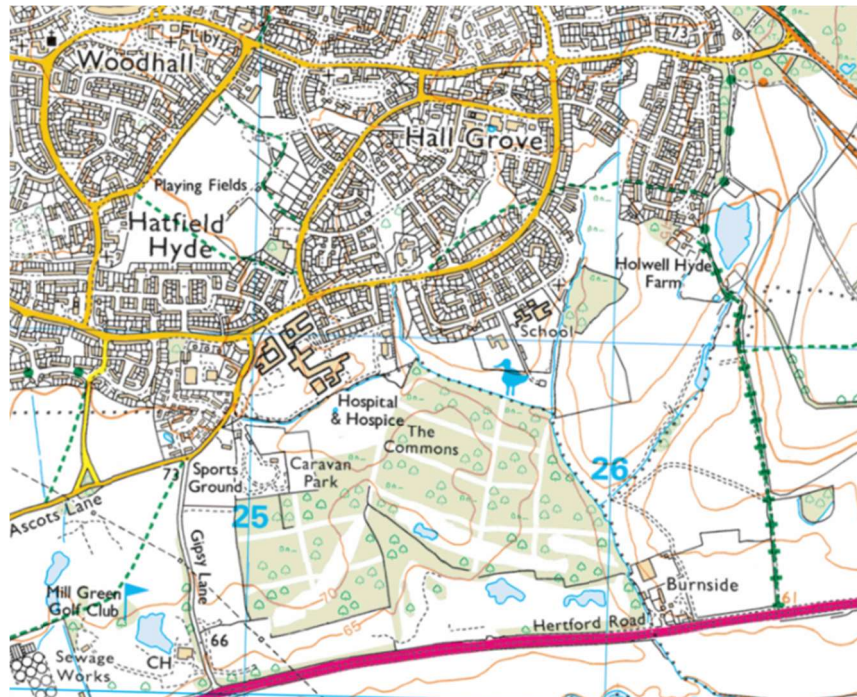 Liby
Woodhall
73
Hall Grove
Playing Fields
Hatfield
Hyde
Holwell Hyde
Farm
School
Hospital
& Hospice
The
Commons
26
73
Sports
Ground
Caravan
Park
Ascots Lane
25
Gipsy Lane
Mill Green
Golf Club
70
Burnside
61
65
Hertford Road
66
Sewage
Works
CH